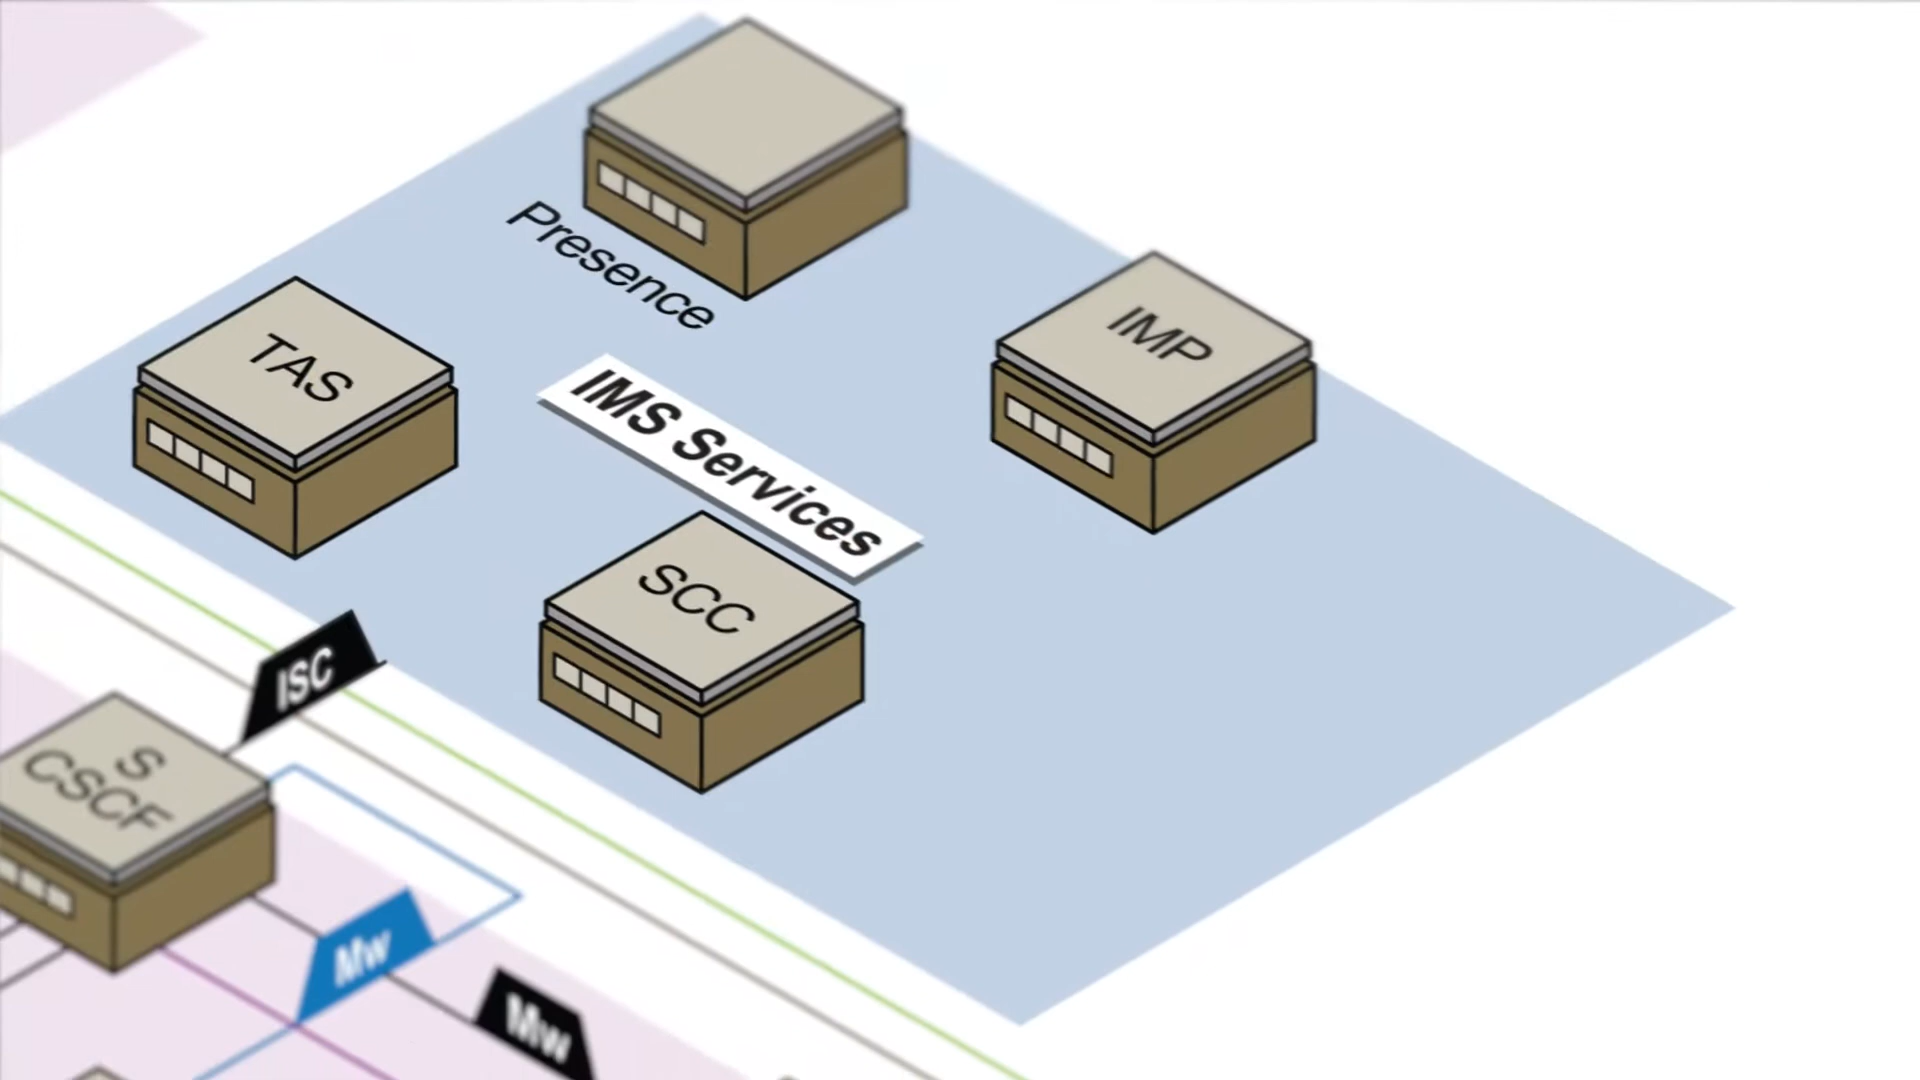 Presence
IMP
TAS
IMS Services
SCC
ISC
S
CSCF
Mw
Mw